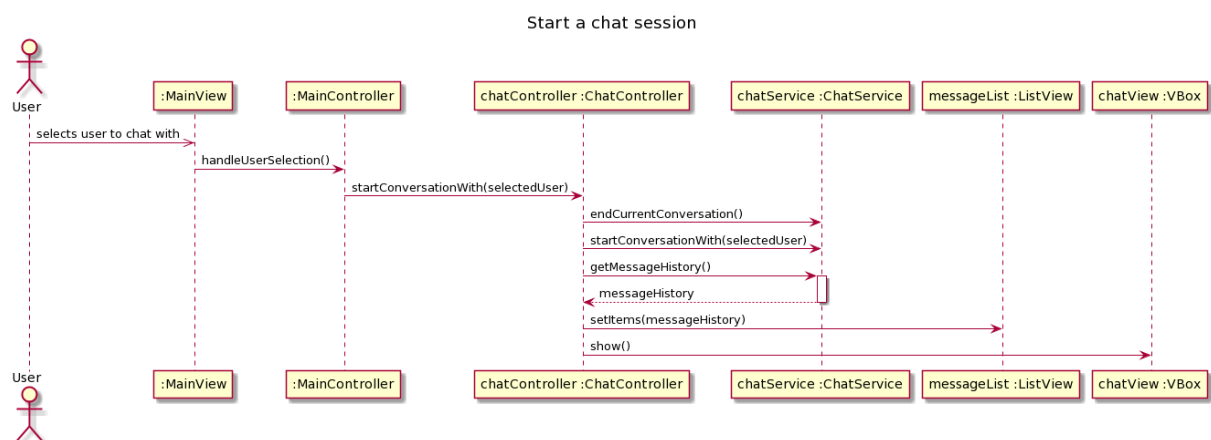 Start a chat session
User
:MainView
:MainController
chatController :ChatController
chatService :ChatService
messageList :ListView
chatView :VBox
selects user to chat with
handleUserSelection()
startConversationWith(selectedUser)
endCurrentConversation()
startConversationWith(selectedUser)
getMessageHistory()
messageHistory
setItems(messageHistory)
show()
User
:MainView
:MainController
chatController :ChatController
chatService :ChatService
messageList :ListView
chatView :VBox